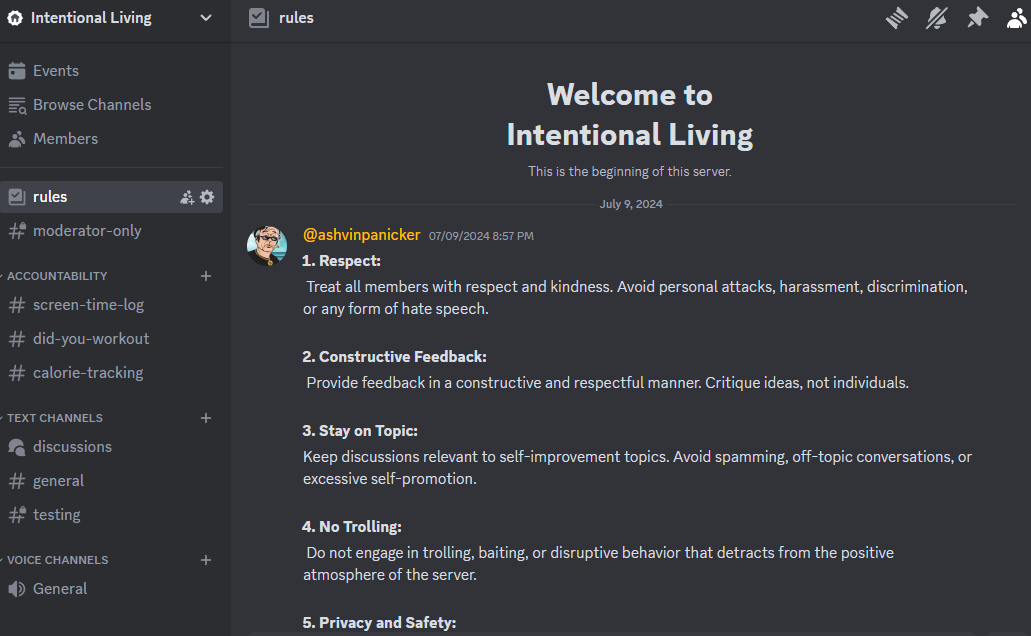 Intentional Living
rules
Events
Browse Channels
Members
rules
moderator-only
ACCOUNTABILITY
screen-time-log
did-you-workout
calorie-tracking
TEXT CHANNELS
discussions
general
testing
VOICE CHANNELS
General
Welcome to
Intentional Living
This is the beginning of this server.
July 9, 2024
@ashvinpanicker 07/09/2024 8:57 PM
1. Respect:
Treat all members with respect and kindness. Avoid personal attacks, harassment, discrimination,
or any form of hate speech.
2. Constructive Feedback:
Provide feedback in a constructive and respectful manner. Critique ideas, not individuals.
3. Stay on Topic:
Keep discussions relevant to self-improvement topics. Avoid spamming, off-topic conversations, or
excessive self-promotion.
4. No Trolling:
Do not engage in trolling, baiting, or disruptive behavior that detracts from the positive
atmosphere of the server.
5. Privacy and Safety: